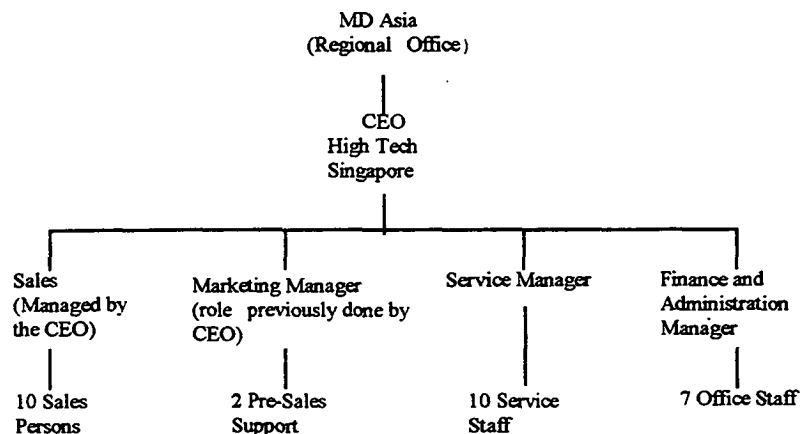 MD Asia
(Regional Office)
CEO
High Tech
Singapore
Sales
(Managed by
the CEO)
Marketing Manager
(role previously done by
CEO)
Service Manager
Finance and
Administration
Manager
10 Sales
Persons
2 Pre-Sales
Support
10 Service
Staff
7 Office Staff